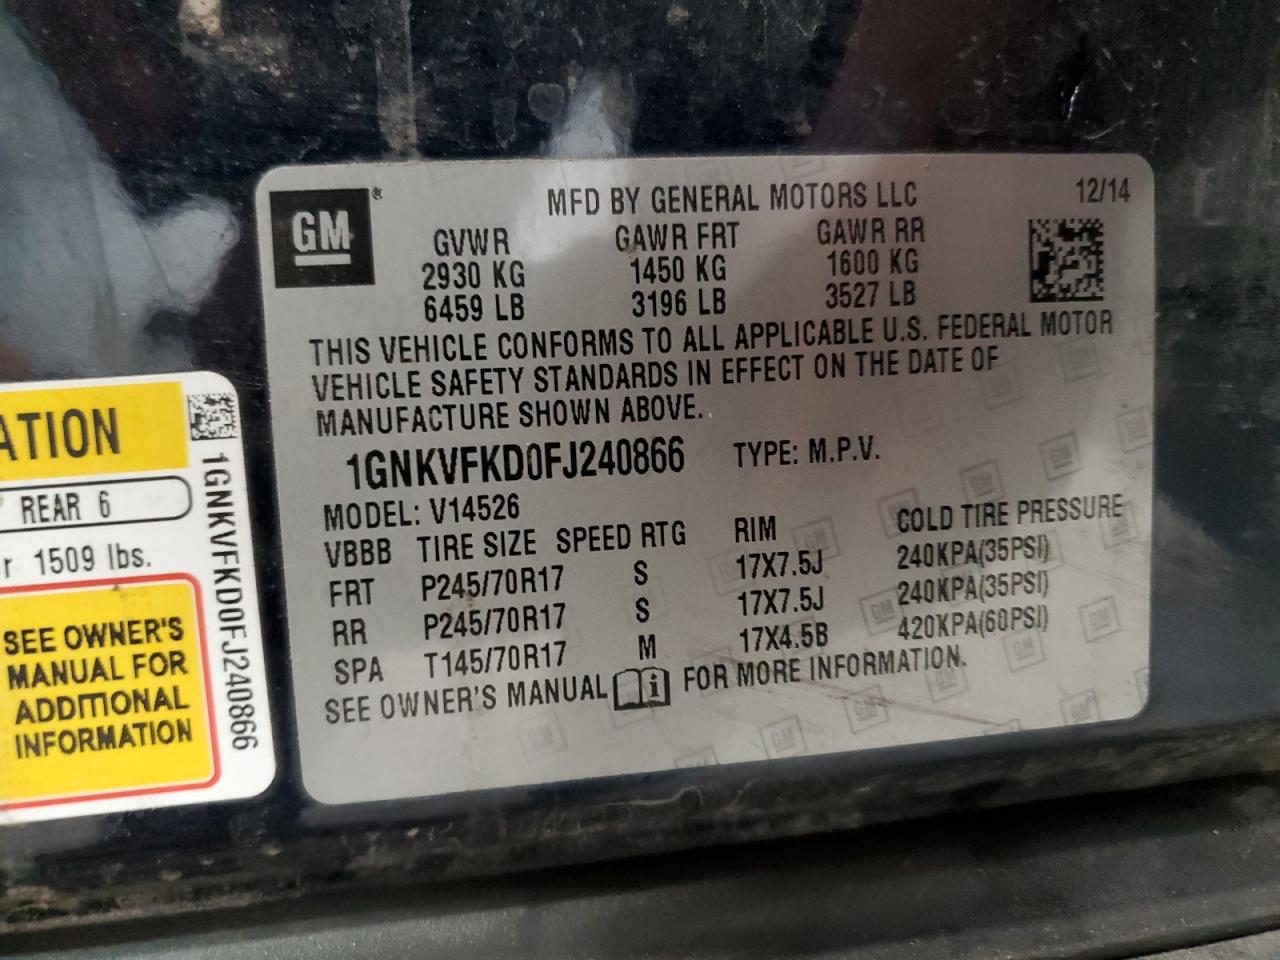 GM®
MFD BY GENERAL MOTORS LLC 12/14
GVWR GAWR FRT GAWR RR
2930 KG 1450 KG 1600 KG
6459 LB 3196 LB 3527 LB
THIS VEHICLE CONFORMS TO ALL APPLICABLE U.S. FEDERAL MOTOR
VEHICLE SAFETY STANDARDS IN EFFECT ON THE DATE OF
MANUFACTURE SHOWN ABOVE.
1GNKVFKD0FJ240866 TYPE: M.P.V.
MODEL: V14526
VBBB TIRE SIZE SPEED RTG RIM COLD TIRE PRESSURE
FRT P245/70R17 S 17X7.5J 240KPA(35PSI)
RR P245/70R17 S 17X7.5J 240KPA(35PSI)
SPA T145/70R17 M 17X4.5B 420KPA(60PSI)
SEE OWNER'S MANUAL i FOR MORE INFORMATION.
ATION
REAR 6
r 1509 lbs.
SEE OWNER'S
MANUAL FOR
ADDITIONAL
INFORMATION
1GNKVFKD0FJ240866